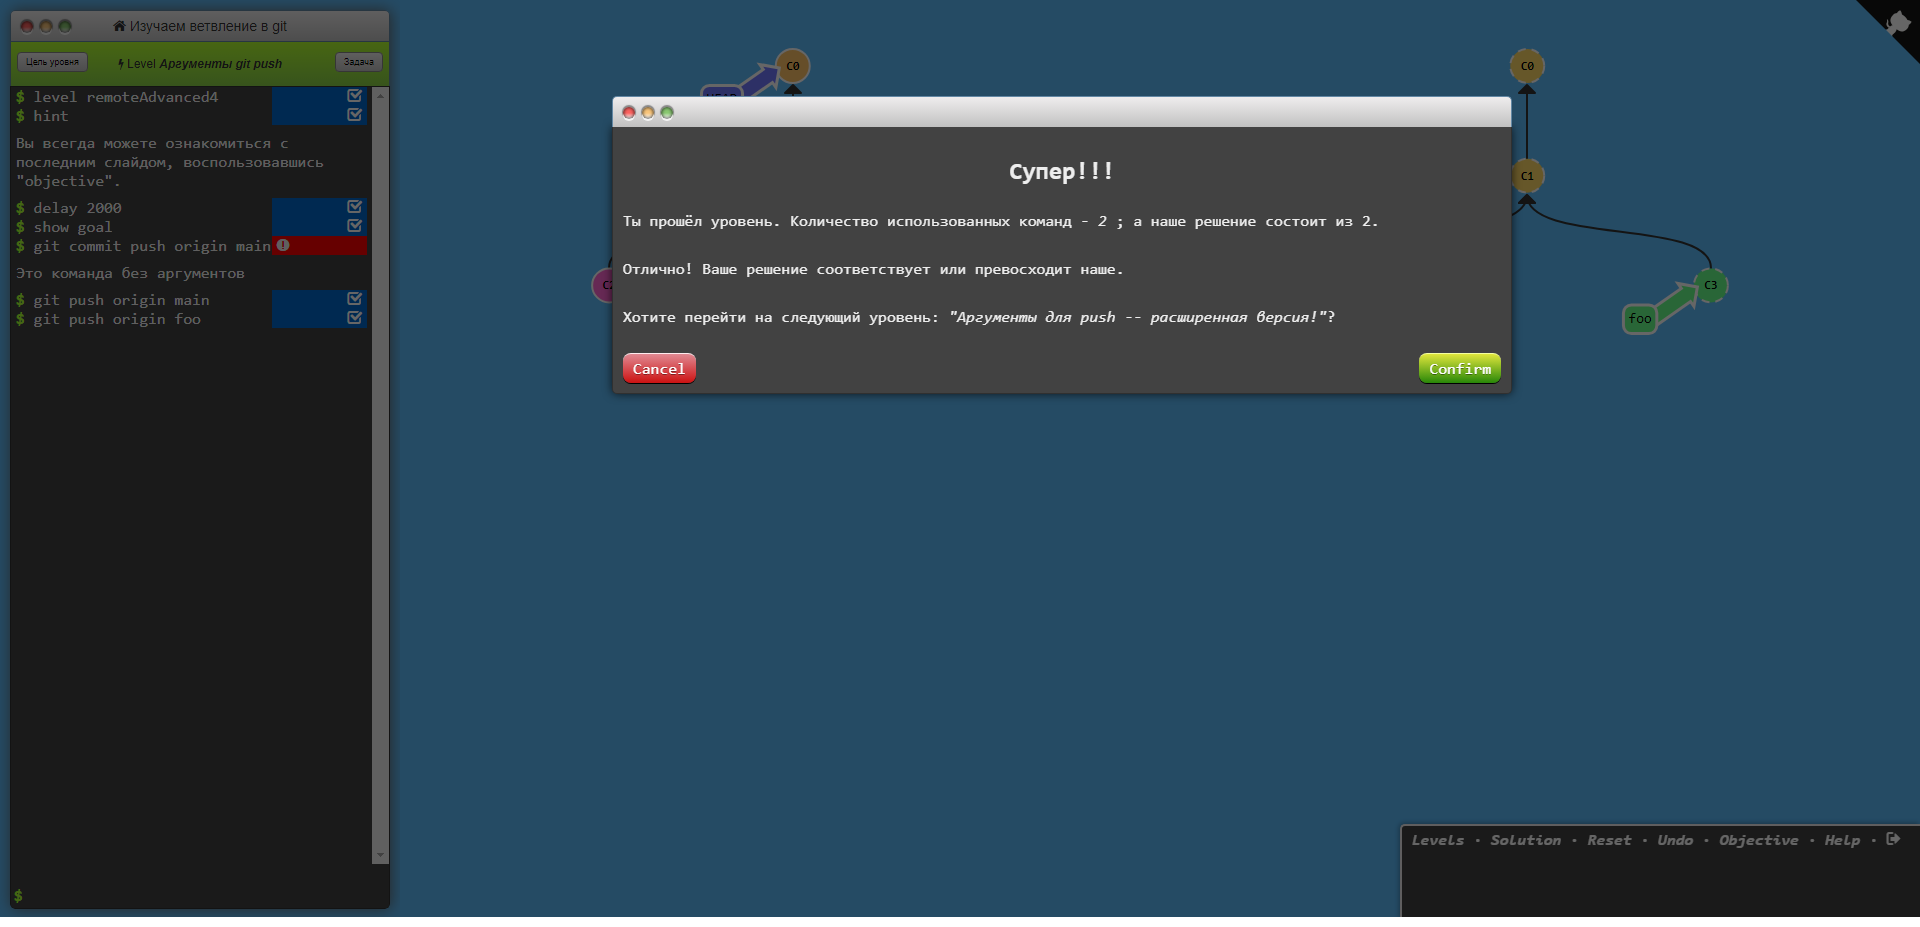 Изучаем ветвление в git
Цель уровня
Level Аргументы git push
Задача
$ level remoteAdvanced4
$ hint
Вы всегда можете ознакомиться с
последним слайдом, воспользовавшись
"objective".
$ delay 2000
$ show goal
$ git commit push origin main
Это команда без аргументов
$ git push origin main
$ git push origin foo
$
C0
C0
C1
C3
foo
Супер!!!
Ты прошёл уровень. Количество использованных команд - 2 ; а наше решение состоит из 2.
Отлично! Ваше решение соответствует или превосходит наше.
Хотите перейти на следующий уровень: "Аргументы для push -- расширенная версия!"?
Cancel
Confirm
Levels · Solution · Reset · Undo · Objective · Help ·